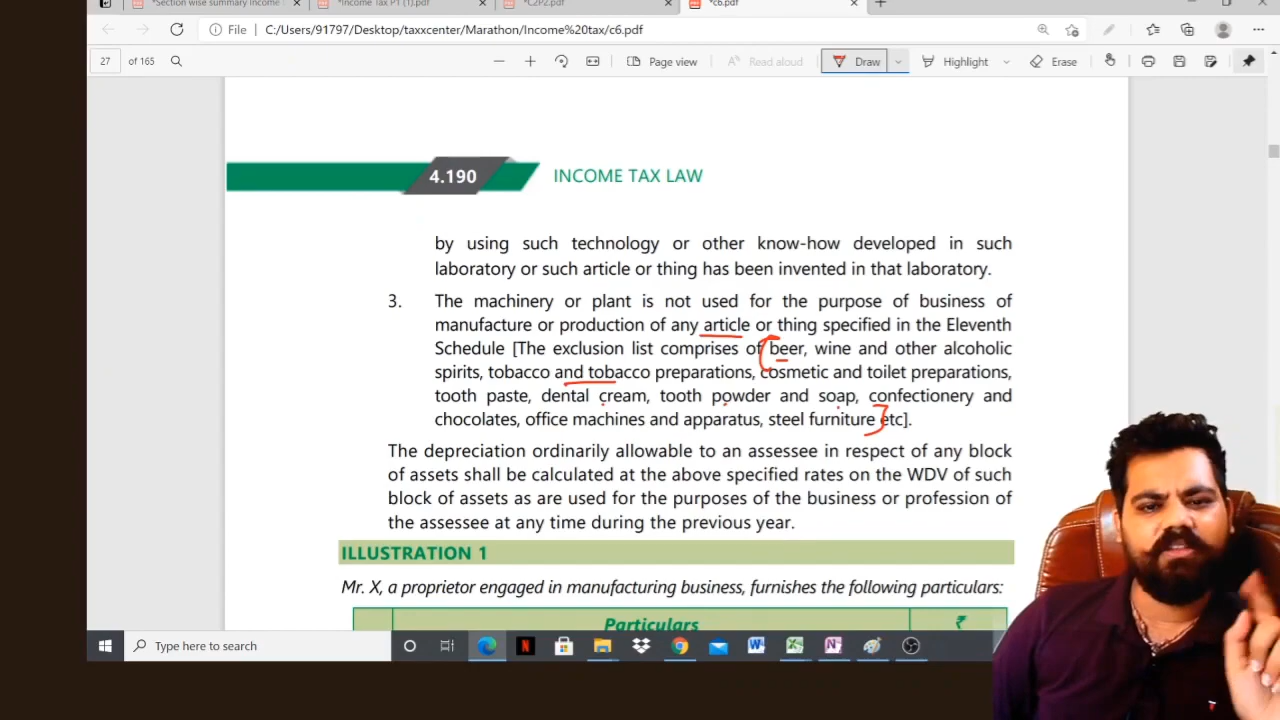 "Section wise summary Income
*Income Tax P1 (1).pdf
*C2P2.pdf
*c6.pdf
File C:/Users/91797/Desktop/taxxcenter/Marathon/Income%20tax/c6.pdf
27 of 165 Page view Read aloud Draw Highlight Erase
4.190 INCOME TAX LAW
by using such technology or other know-how developed in such
laboratory or such article or thing has been invented in that laboratory.
3. The machinery or plant is not used for the purpose of business of
manufacture or production of any article or thing specified in the Eleventh
Schedule [The exclusion list comprises of beer, wine and other alcoholic
spirits, tobacco and tobacco preparations, cosmetic and toilet preparations,
tooth paste, dental cream, tooth powder and soap, confectionery and
chocolates, office machines and apparatus, steel furniture etc].
The depreciation ordinarily allowable to an assessee in respect of any block
of assets shall be calculated at the above specified rates on the WDV of such
block of assets as are used for the purposes of the business or profession of
the assessee at any time during the previous year.
ILLUSTRATION 1
Mr. X, a proprietor engaged in manufacturing business, furnishes the following particulars:
Particulars ₹
Type here to search